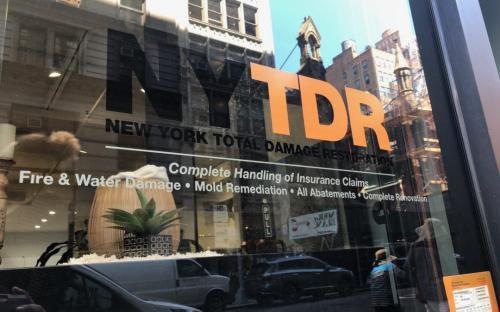 NYTDR
NEW YORK TOTAL DAMAGE RESTORATION
Complete Handling of Insurance Claims
Fire & Water Damage • Mold Remediation • All Abatements • Complete Renovation
PULL